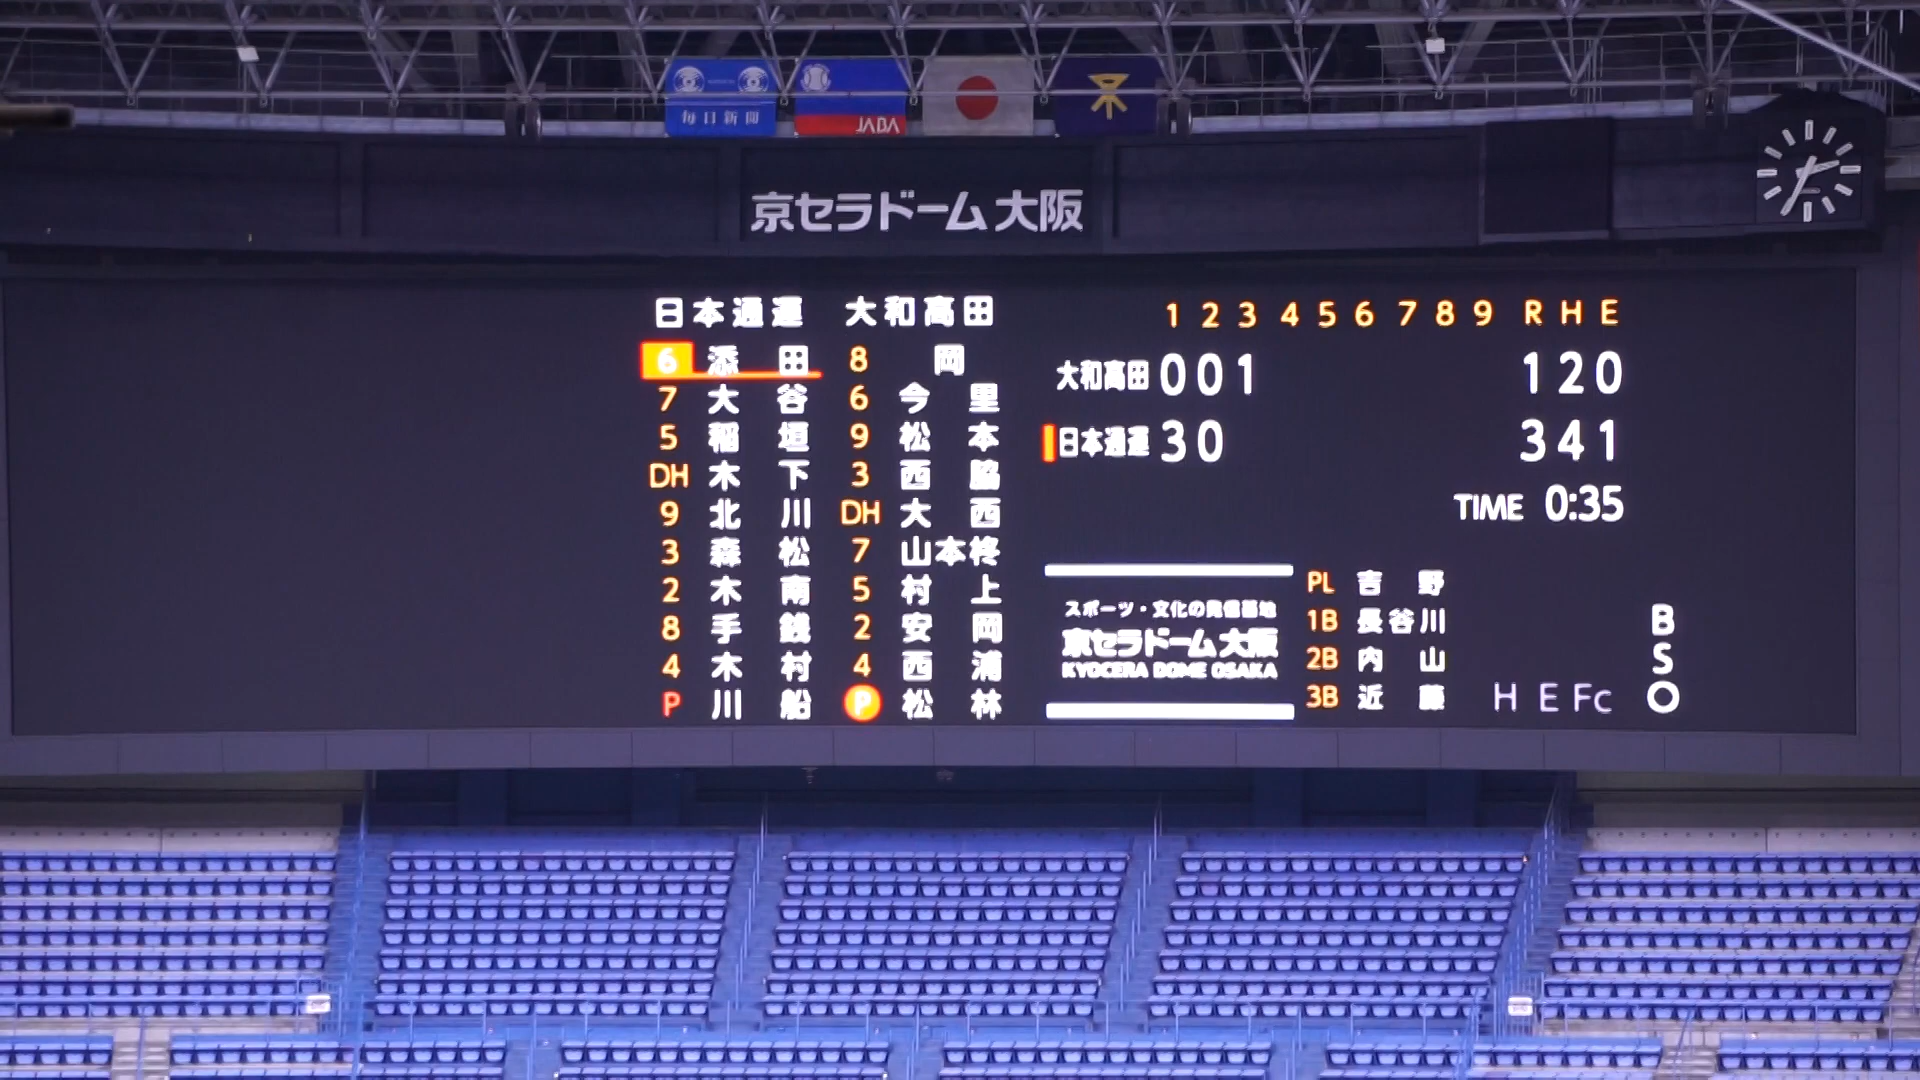 毎日新聞
JABA
京セラドーム大阪
日本通運 大和高田
6 添田 8 岡
7 大谷 6 今里
5 稲垣 9 松本
DH 木下 3 西脇
9 北川 DH 大西
3 森松 7 山本柊
2 木南 5 村上
8 手銭 2 安岡
4 木村 4 西浦
P 川船 P 松林
1 2 3 4 5 6 7 8 9 R H E
大和高田 0 0 1 1 2 0
日本通運 3 0 3 4 1
TIME 0:35
スポーツ・文化の発信基地
京セラドーム大阪
KYOCERA DOME OSAKA
PL 吉野
1B 長谷川
2B 内山
3B 近藤
H E Fc
B
S
O